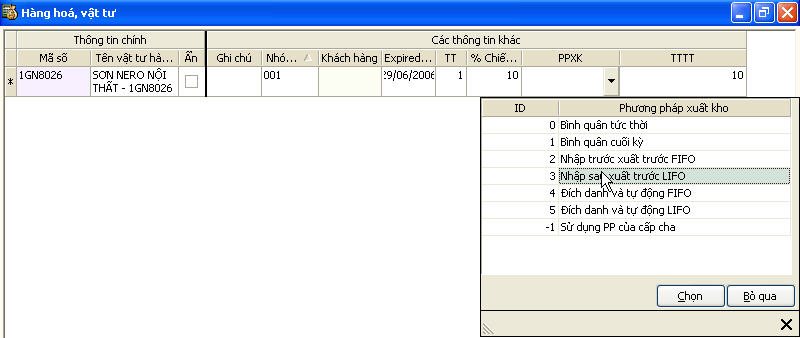 Hàng hoá, vật tư
Thông tin chính
Các thông tin khác
Mã số
Tên vật tư hà...
Ẩn
Ghi chú
Nhó...
Khách hàng
Expired...
TT
% Chiế...
PPXK
TTTT
1GN8026
SƠN NERO NỘI
THẤT - 1GN8026
001
29/06/2006
1
10
10
ID
Phương pháp xuất kho
0 Bình quân tức thời
1 Bình quân cuối kỳ
2 Nhập trước xuất trước FIFO
3 Nhập sau xuất trước LIFO
4 Đích danh và tự động FIFO
5 Đích danh và tự động LIFO
-1 Sử dụng PP của cấp cha
Chọn
Bỏ qua